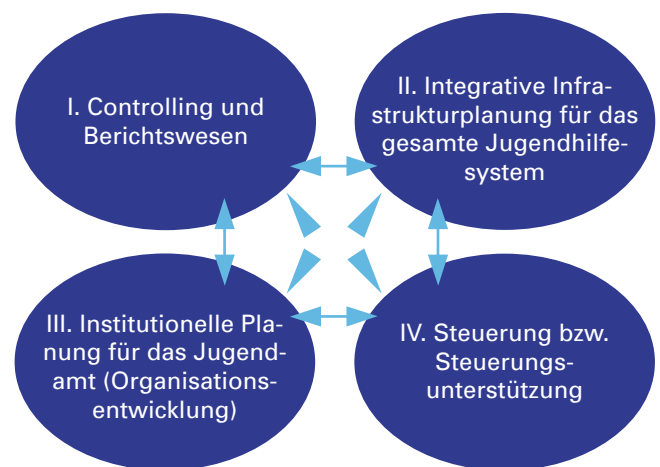 I. Controlling und
Berichtswesen
II. Integrative Infra-
strukturplanung für das
gesamte Jugendhilfe-
system
III. Institutionelle Pla-
nung für das Jugend-
amt (Organisations-
entwicklung)
IV. Steuerung bzw.
Steuerungs-
unterstützung